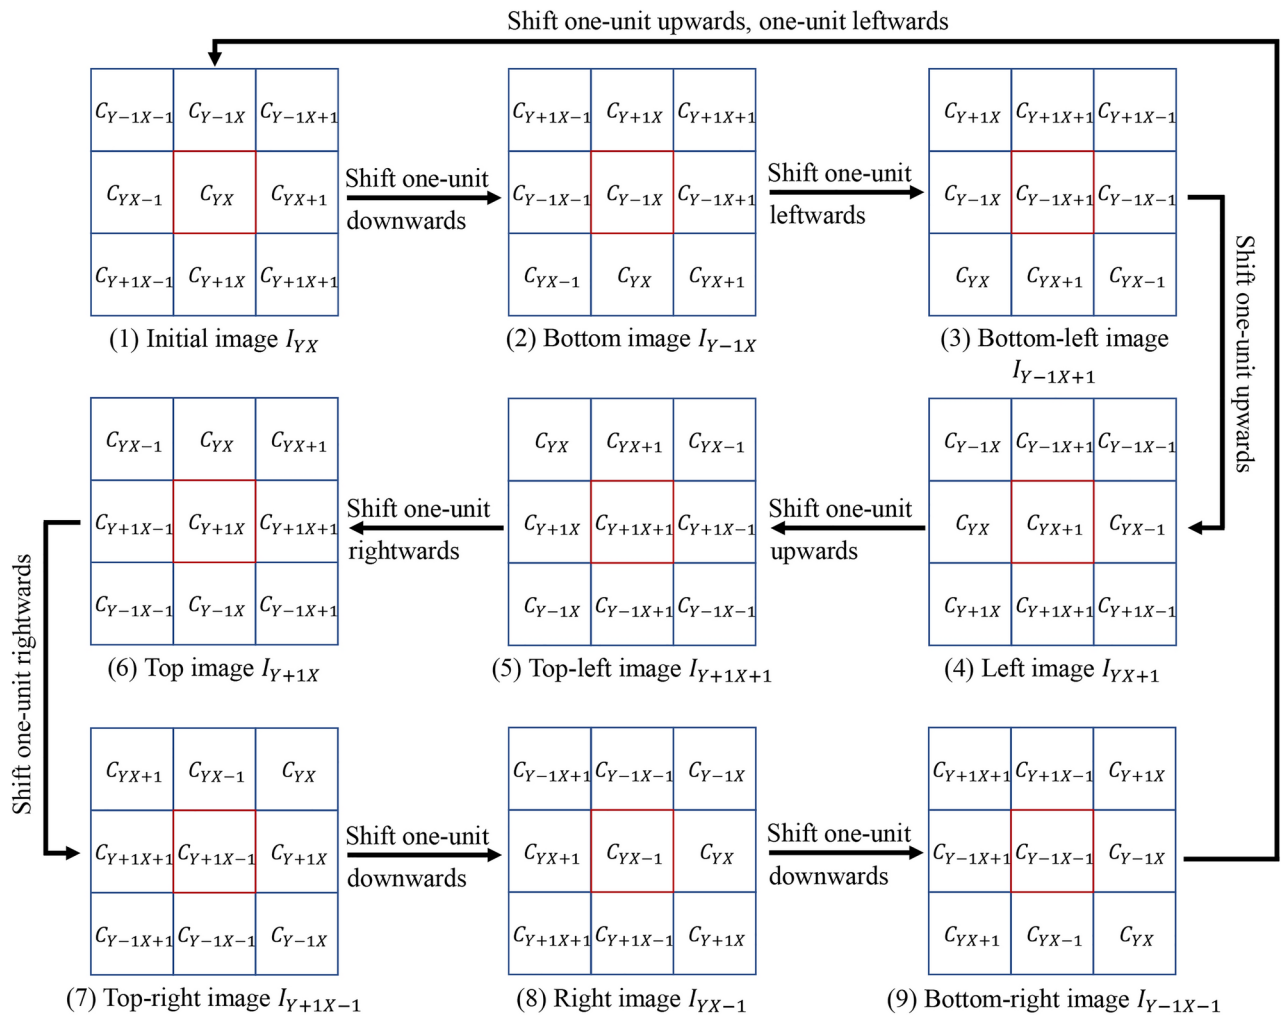 Shift one-unit upwards, one-unit leftwards
C_{Y−1X−1} C_{Y−1X} C_{Y−1X+1}
C_{YX−1} C_{YX} C_{YX+1}
C_{Y+1X−1} C_{Y+1X} C_{Y+1X+1}
(1) Initial image I_{YX}
Shift one-unit
downwards
C_{Y+1X−1} C_{Y+1X} C_{Y+1X+1}
C_{Y−1X−1} C_{Y−1X} C_{Y−1X+1}
C_{YX−1} C_{YX} C_{YX+1}
(2) Bottom image I_{Y−1X}
Shift one-unit
leftwards
C_{Y+1X} C_{Y+1X+1} C_{Y+1X−1}
C_{Y−1X} C_{Y−1X+1} C_{Y−1X−1}
C_{YX} C_{YX+1} C_{YX−1}
(3) Bottom-left image
I_{Y−1X+1}
Shift one-unit upwards
C_{Y−1X} C_{Y−1X+1} C_{Y−1X−1}
C_{YX} C_{YX+1} C_{YX−1}
C_{Y+1X} C_{Y+1X+1} C_{Y+1X−1}
(4) Left image I_{YX+1}
Shift one-unit
upwards
C_{YX} C_{YX+1} C_{YX−1}
C_{Y+1X} C_{Y+1X+1} C_{Y+1X−1}
C_{Y−1X} C_{Y−1X+1} C_{Y−1X−1}
(5) Top-left image I_{Y+1X+1}
Shift one-unit
rightwards
C_{YX−1} C_{YX} C_{YX+1}
C_{Y+1X−1} C_{Y+1X} C_{Y+1X+1}
C_{Y−1X−1} C_{Y−1X} C_{Y−1X+1}
(6) Top image I_{Y+1X}
Shift one-unit rightwards
C_{YX+1} C_{YX−1} C_{YX}
C_{Y+1X+1} C_{Y+1X−1} C_{Y+1X}
C_{Y−1X+1} C_{Y−1X−1} C_{Y−1X}
(7) Top-right image I_{Y+1X−1}
Shift one-unit
downwards
C_{Y−1X+1} C_{Y−1X−1} C_{Y−1X}
C_{YX+1} C_{YX−1} C_{YX}
C_{Y+1X+1} C_{Y+1X−1} C_{Y+1X}
(8) Right image I_{YX−1}
Shift one-unit
downwards
C_{Y+1X+1} C_{Y+1X−1} C_{Y+1X}
C_{Y−1X+1} C_{Y−1X−1} C_{Y−1X}
C_{YX+1} C_{YX−1} C_{YX}
(9) Bottom-right image I_{Y−1X−1}